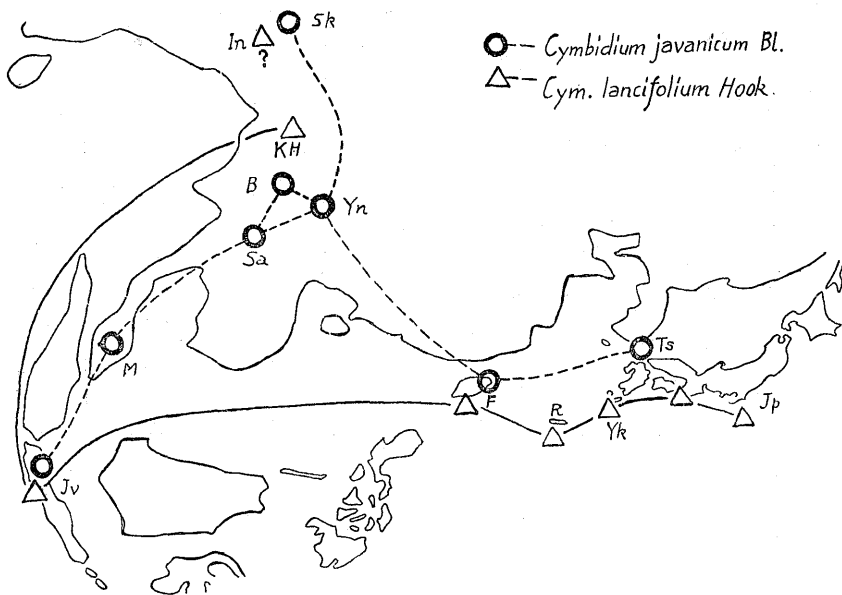 Sk
In
?
Cymbidium javanicum Bl.
Cym. lancifolium Hook.
KH
B
Yn
Sa
M
Ts
F
R
Yk
Jp
Jv